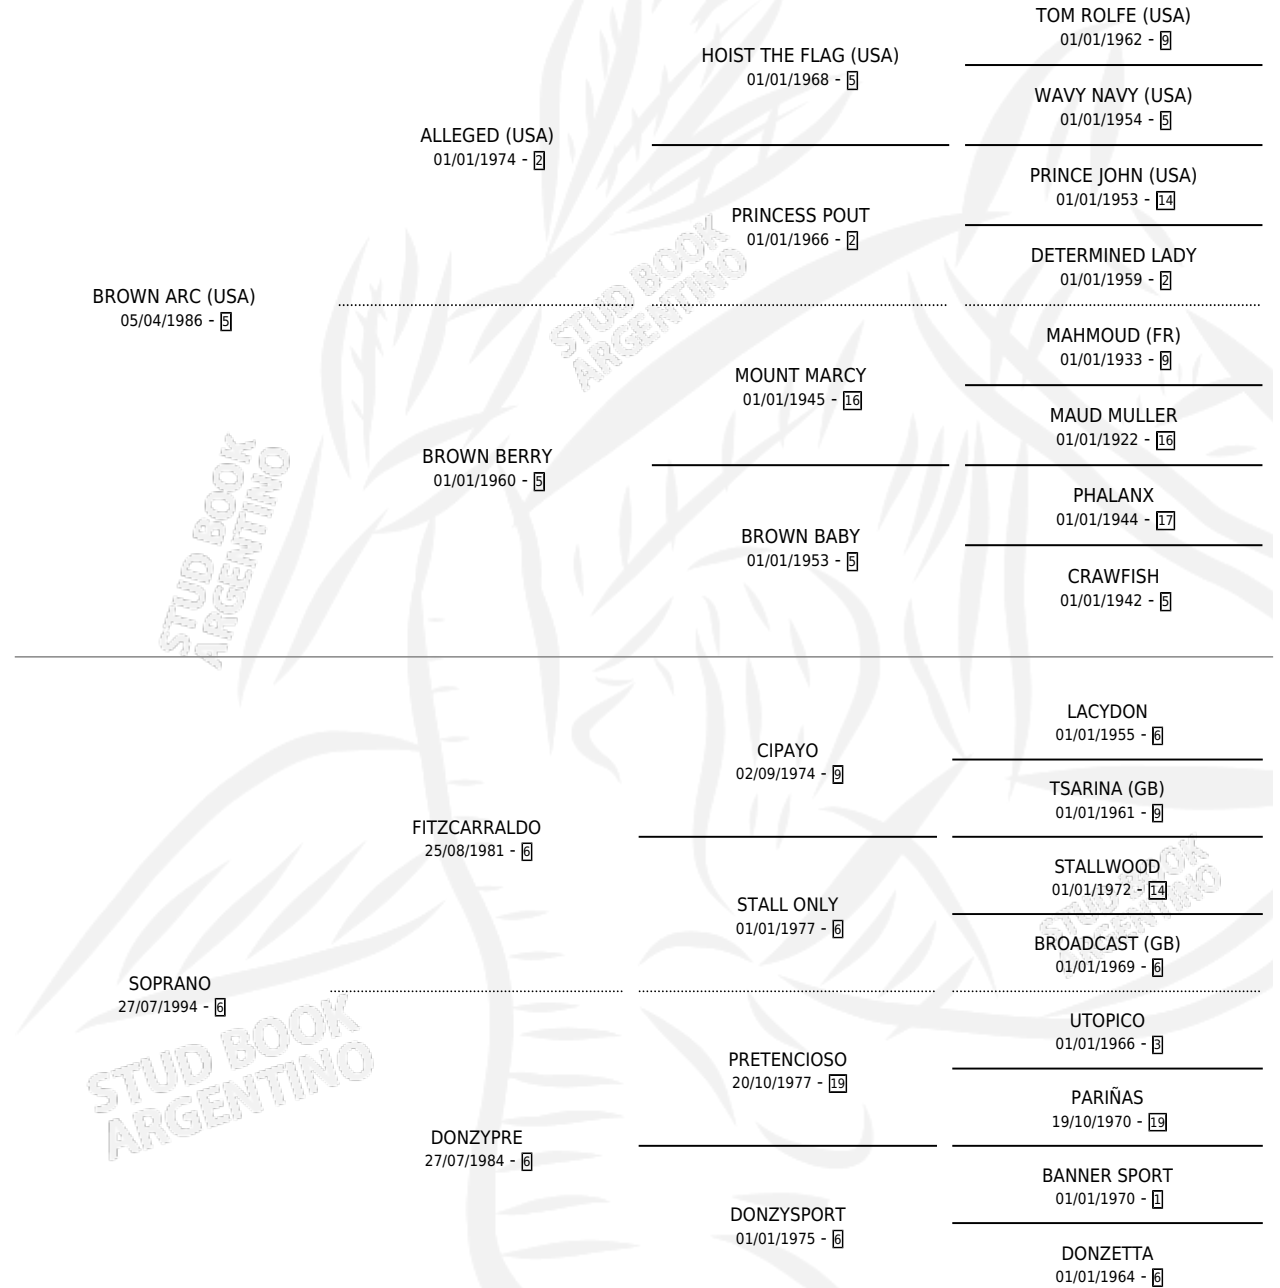 TOM ROLFE (USA)
01/01/1962 - 9
HOIST THE FLAG (USA)
01/01/1968 - 5
WAVY NAVY (USA)
01/01/1954 - 5
ALLEGED (USA)
01/01/1974 - 2
PRINCE JOHN (USA)
01/01/1953 - 14
PRINCESS POUT
01/01/1966 - 2
DETERMINED LADY
01/01/1959 - 2
BROWN ARC (USA)
05/04/1986 - 5
MAHMOUD (FR)
01/01/1933 - 9
MOUNT MARCY
01/01/1945 - 16
MAUD MULLER
01/01/1922 - 16
BROWN BERRY
01/01/1960 - 5
PHALANX
01/01/1944 - 17
BROWN BABY
01/01/1953 - 5
CRAWFISH
01/01/1942 - 5
LACYDON
01/01/1955 - 6
CIPAYO
02/09/1974 - 9
TSARINA (GB)
01/01/1961 - 9
FITZCARRALDO
25/08/1981 - 6
STALLWOOD
01/01/1972 - 14
STALL ONLY
01/01/1977 - 6
BROADCAST (GB)
01/01/1969 - 6
SOPRANO
27/07/1994 - 6
UTOPICO
01/01/1966 - 3
PRETENCIOSO
20/10/1977 - 19
PARIÑAS
19/10/1970 - 19
DONZYPRE
27/07/1984 - 6
BANNER SPORT
01/01/1970 - 1
DONZYSPORT
01/01/1975 - 6
DONZETTA
01/01/1964 - 6
STUD BOOK
ARGENTINO
STUD BOOK
ARGENTINO
STUD BOOK
ARGENTINO
STUD BOOK
ARGENTINO